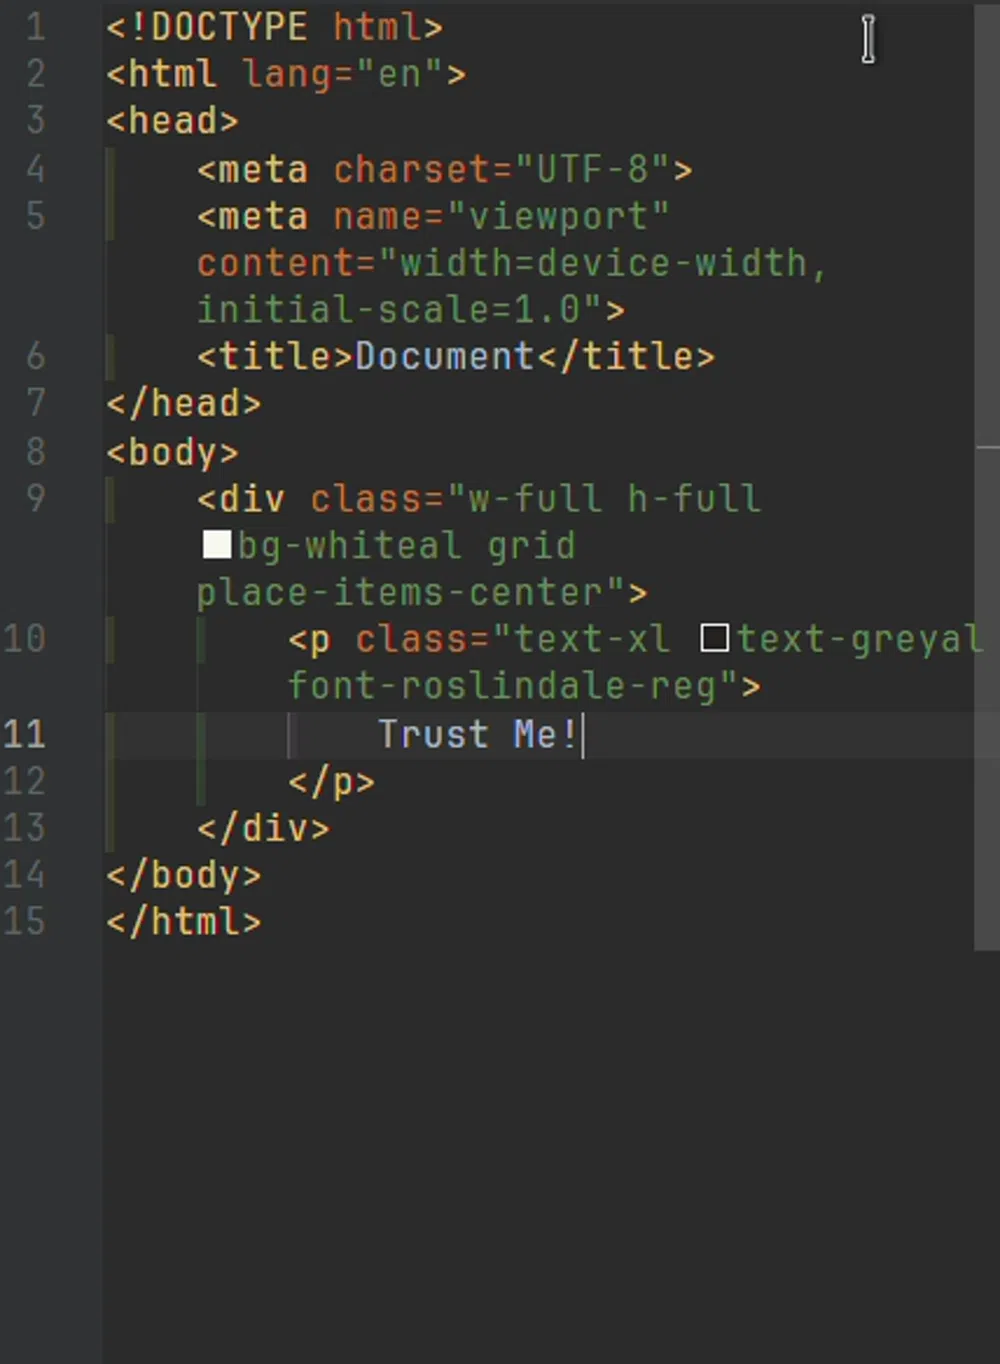 1 <!DOCTYPE html>
2 <html lang="en">
3 <head>
4 <meta charset="UTF-8">
5 <meta name="viewport"
content="width=device-width,
initial-scale=1.0">
6 <title>Document</title>
7 </head>
8 <body>
9 <div class="w-full h-full
bg-whiteal grid
place-items-center">
10 <p class="text-xl text-greyal
font-roslindale-reg">
11 Trust Me!
12 </p>
13 </div>
14 </body>
15 </html>